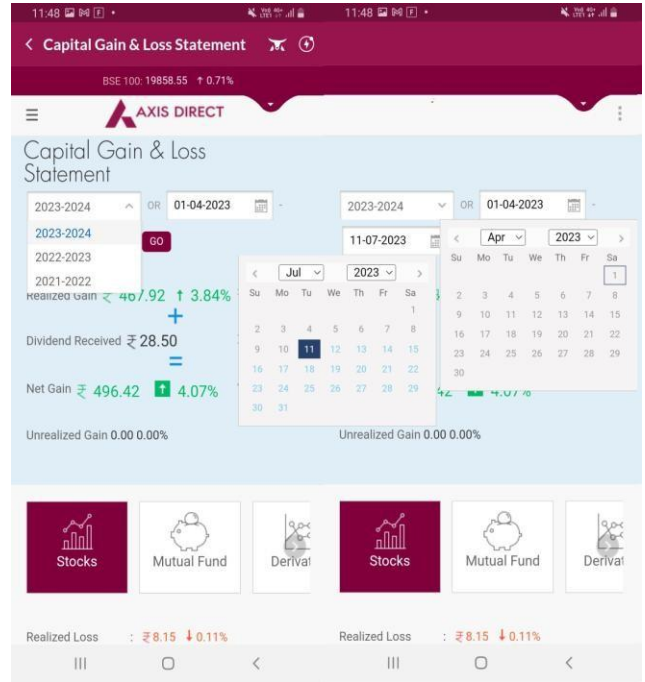 11:48
Capital Gain & Loss Statement
BSE 100: 19858.55 ↑ 0.71%
AXIS DIRECT
Capital Gain & Loss
Statement
2023-2024 OR 01-04-2023 -
2023-2024
2022-2023
2021-2022
GO
Realized Gain ₹ 467.92 ↑ 3.84%
+
Dividend Received ₹ 28.50
=
Net Gain ₹ 496.42 ↑ 4.07%
Unrealized Gain 0.00 0.00%
< Jul 2023 >
Su Mo Tu We Th Fr Sa
1
2 3 4 5 6 7 8
9 10 11 12 13 14 15
16 17 18 19 20 21 22
23 24 25 26 27 28 29
30 31
Stocks
Mutual Fund
Derivat
Realized Loss : ₹ 8.15 ↓ 0.11%
11:48
2023-2024 OR 01-04-2023 -
11-07-2023
< Apr 2023 >
Su Mo Tu We Th Fr Sa
1
2 3 4 5 6 7 8
9 10 11 12 13 14 15
16 17 18 19 20 21 22
23 24 25 26 27 28 29
30
42 4.07%
Unrealized Gain 0.00 0.00%
Stocks
Mutual Fund
Derivat
Realized Loss : ₹ 8.15 ↓ 0.11%